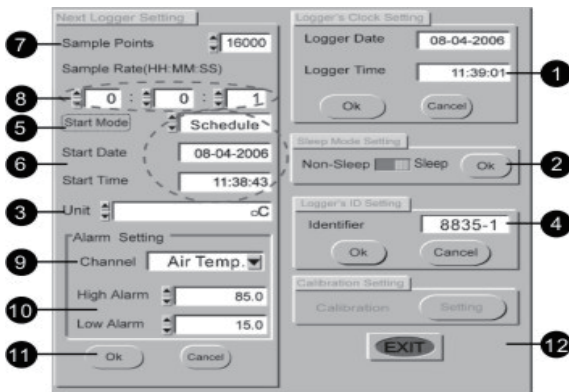 Next Logger Setting
7 Sample Points 16000
Sample Rate(HH:MM:SS)
8 0 : 0 : 1
5 Start Mode Schedule
6 Start Date 08-04-2006
Start Time 11:38:43
3 Unit oC
Alarm Setting
9 Channel Air Temp.
10 High Alarm 85.0
Low Alarm 15.0
11 Ok Cancel
Logger's Clock Setting
Logger Date 08-04-2006
Logger Time 11:39:01 1
Ok Cancel
Sleep Mode Setting
Non-Sleep Sleep Ok 2
Logger's ID Setting
Identifier 8835-1 4
Ok Cancel
Calibration Setting
Calibration Setting
EXIT 12